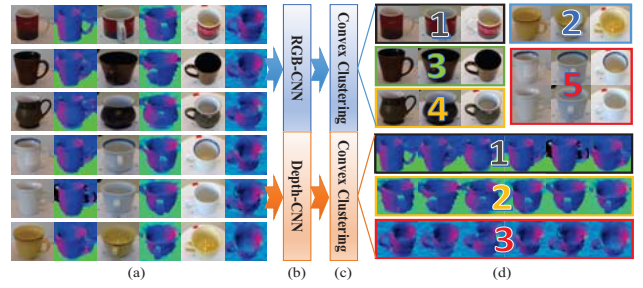 1
2
3
4
5
RGB-CNN
Convex Clustering
Depth-CNN
Convex Clustering
1
2
3
(a)
(b)
(c)
(d)